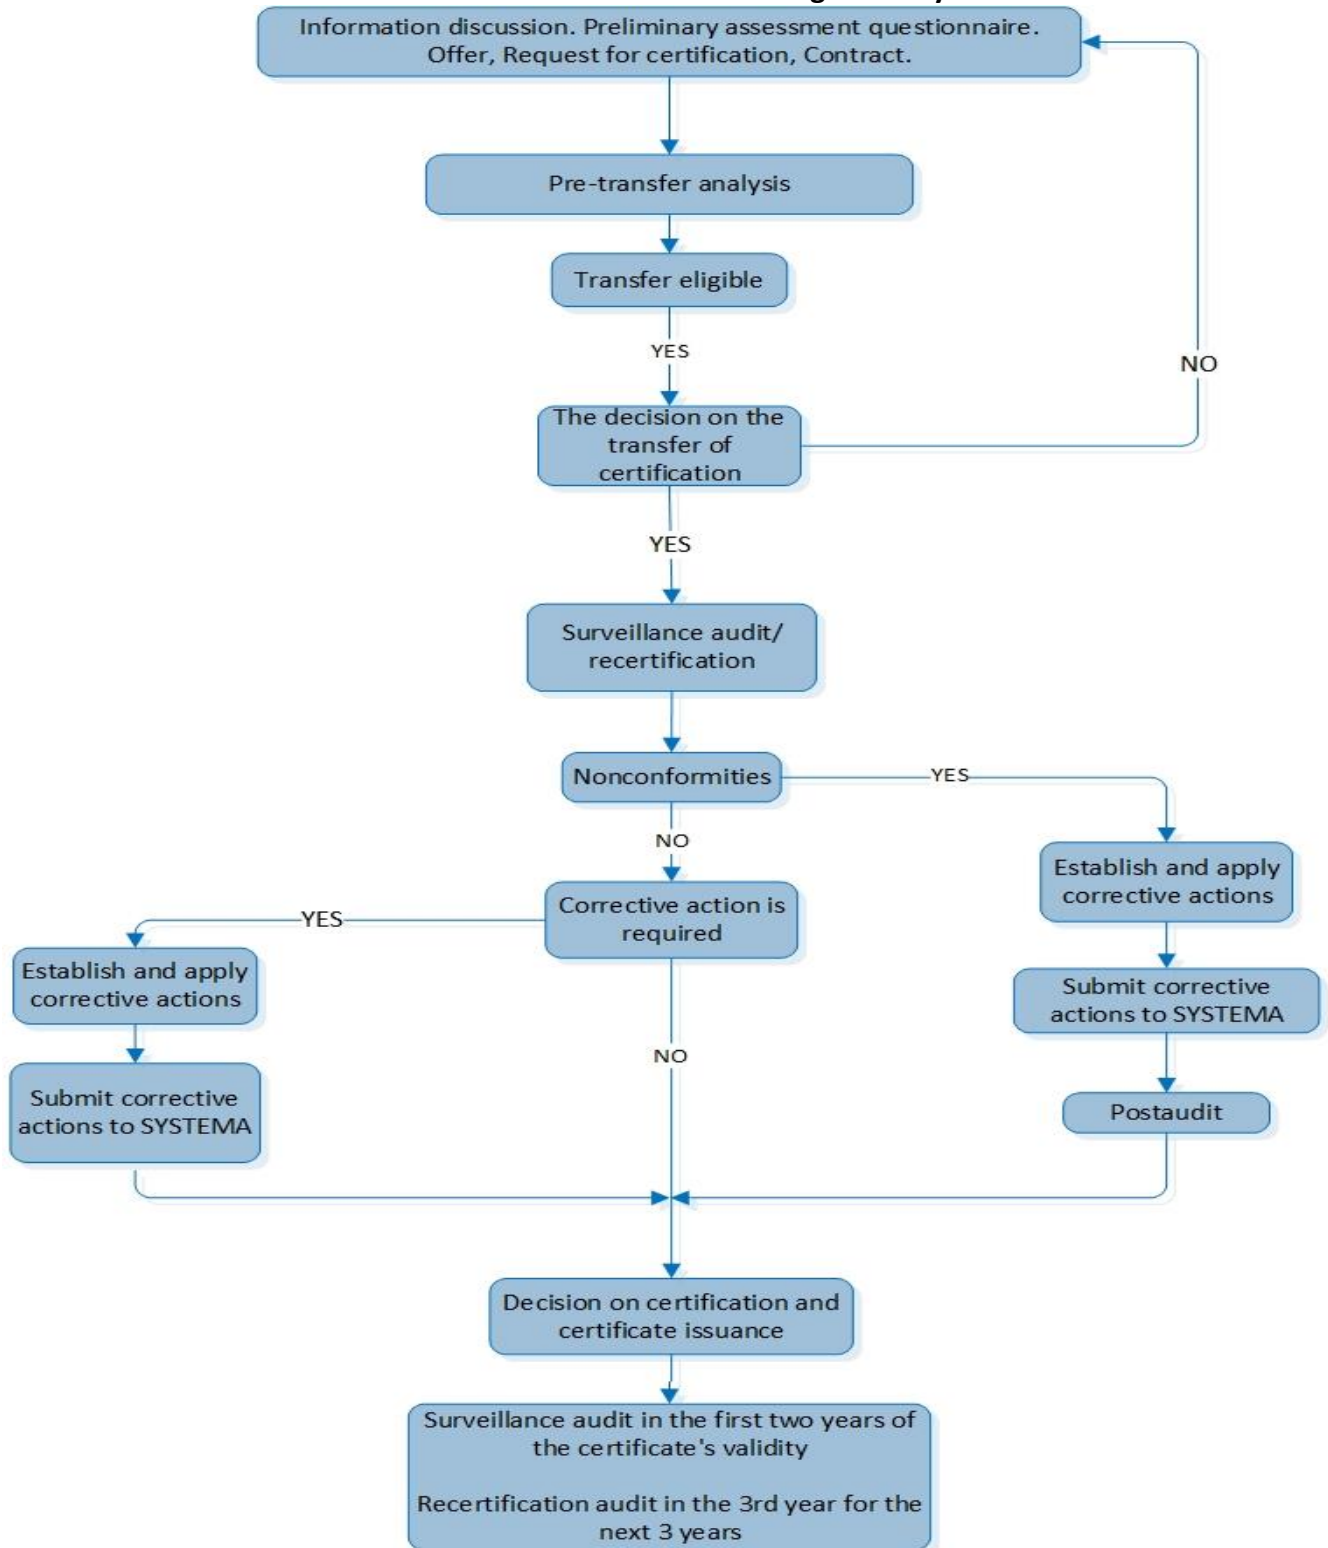 Information discussion. Preliminary assessment questionnaire.
Offer, Request for certification, Contract.
Pre-transfer analysis
Transfer eligible
YES
NO
The decision on the
transfer of
certification
YES
Surveillance audit/
recertification
Nonconformities
YES
NO
Establish and apply
corrective actions
Corrective action is
required
YES
Establish and apply
corrective actions
Submit corrective
actions to SYSTEMA
NO
Submit corrective
actions to SYSTEMA
Postaudit
Decision on certification and
certificate issuance
Surveillance audit in the first two years of
the certificate's validity
Recertification audit in the 3rd year for the
next 3 years